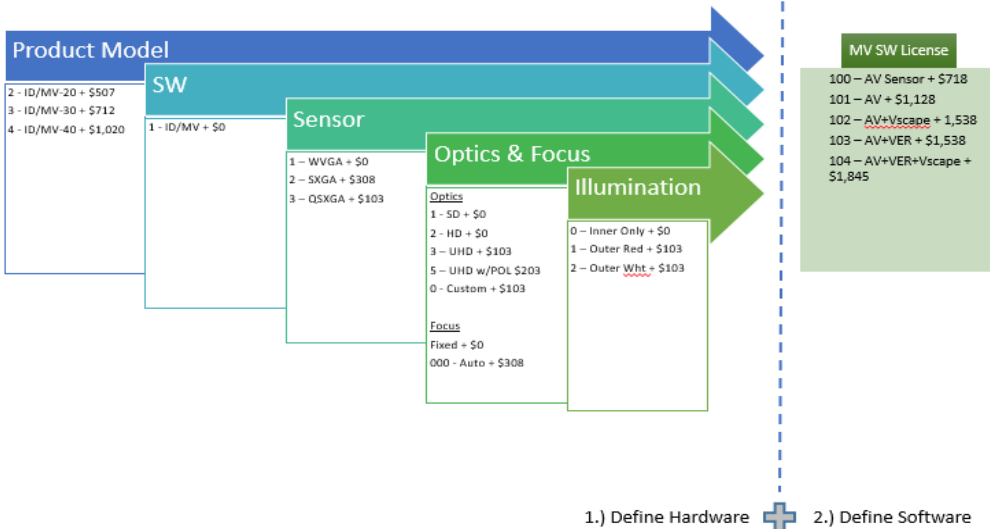 Product Model
2 - ID/MV-20 + $507
3 - ID/MV-30 + $712
4 - ID/MV-40 + $1,020
SW
1 - ID/MV + $0
Sensor
1 – WVGA + $0
2 – SXGA + $308
3 – QSXGA + $103
Optics & Focus
Optics
1 - SD + $0
2 - HD + $0
3 – UHD + $103
5 – UHD w/POL $203
0 - Custom + $103
Focus
Fixed + $0
000 - Auto + $308
Illumination
0 – Inner Only + $0
1 – Outer Red + $103
2 – Outer Wht + $103
MV SW License
100 – AV Sensor + $718
101 – AV + $1,128
102 – AV+Vscape + 1,538
103 – AV+VER + $1,538
104 – AV+VER+Vscape +
$1,845
1.) Define Hardware
2.) Define Software